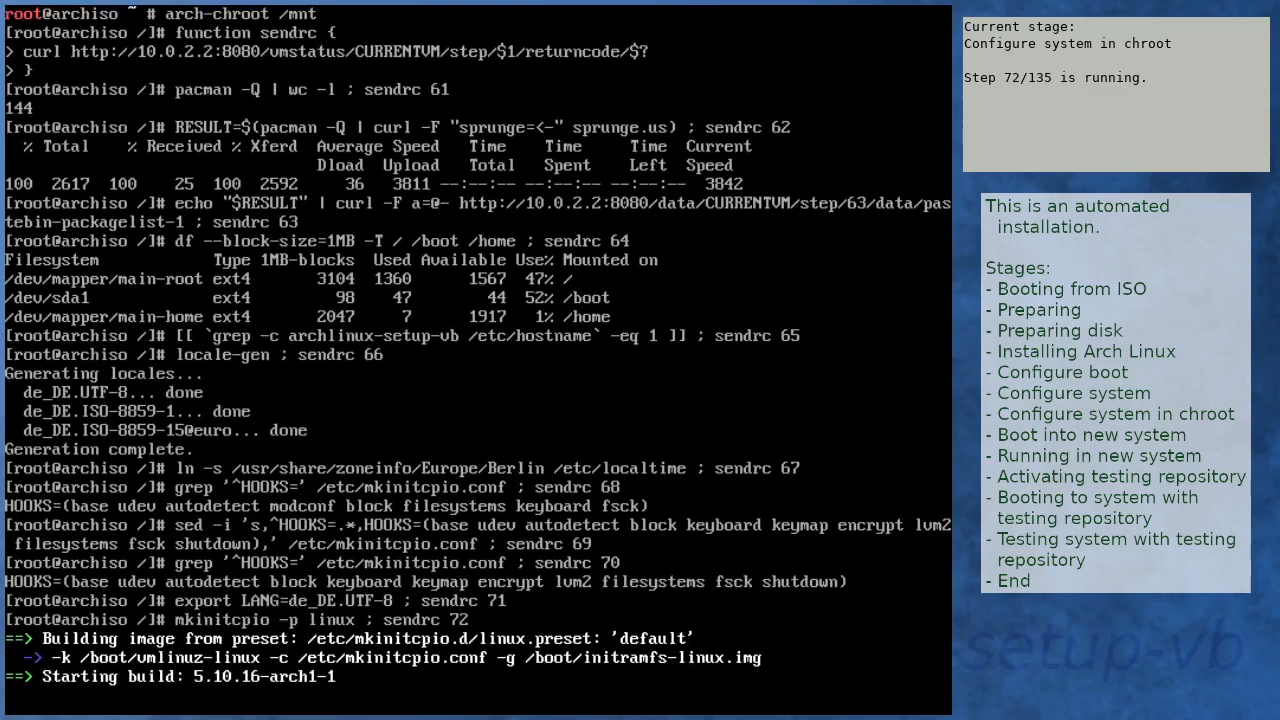 root@archiso ~ # arch-chroot /mnt
[root@archiso /]# function sendrc {
> curl http://10.0.2.2:8080/vmstatus/CURRENTVM/step/$1/returncode/$?
> }
[root@archiso /]# pacman -Q | wc -l ; sendrc 61
144
[root@archiso /]# RESULT=$(pacman -Q | curl -F "sprunge=<-" sprunge.us) ; sendrc 62
  % Total    % Received % Xferd  Average Speed   Time    Time     Time  Current
                                 Dload  Upload   Total   Spent    Left  Speed
100  2617  100    25  100  2592     36   3811 --:--:-- --:--:-- --:--:--  3842
[root@archiso /]# echo "$RESULT" | curl -F a=@- http://10.0.2.2:8080/data/CURRENTVM/step/63/data/pas
tebin-packagelist-1 ; sendrc 63
[root@archiso /]# df --block-size=1MB -T / /boot /home ; sendrc 64
Filesystem            Type 1MB-blocks  Used Available Use% Mounted on
/dev/mapper/main-root ext4       3104  1360      1567  47% /
/dev/sda1             ext4         98    47        44  52% /boot
/dev/mapper/main-home ext4       2047     7      1917   1% /home
[root@archiso /]# [[ `grep -c archlinux-setup-vb /etc/hostname` -eq 1 ]] ; sendrc 65
[root@archiso /]# locale-gen ; sendrc 66
Generating locales...
  de_DE.UTF-8... done
  de_DE.ISO-8859-1... done
  de_DE.ISO-8859-15@euro... done
Generation complete.
[root@archiso /]# ln -s /usr/share/zoneinfo/Europe/Berlin /etc/localtime ; sendrc 67
[root@archiso /]# grep '^HOOKS=' /etc/mkinitcpio.conf ; sendrc 68
HOOKS=(base udev autodetect modconf block filesystems keyboard fsck)
[root@archiso /]# sed -i 's,^HOOKS=.*,HOOKS=(base udev autodetect block keyboard keymap encrypt lvm2
 filesystems fsck shutdown),' /etc/mkinitcpio.conf ; sendrc 69
[root@archiso /]# grep '^HOOKS=' /etc/mkinitcpio.conf ; sendrc 70
HOOKS=(base udev autodetect block keyboard keymap encrypt lvm2 filesystems fsck shutdown)
[root@archiso /]# export LANG=de_DE.UTF-8 ; sendrc 71
[root@archiso /]# mkinitcpio -p linux ; sendrc 72
==> Building image from preset: /etc/mkinitcpio.d/linux.preset: 'default'
  -> -k /boot/vmlinuz-linux -c /etc/mkinitcpio.conf -g /boot/initramfs-linux.img
==> Starting build: 5.10.16-arch1-1
Current stage:
Configure system in chroot
Step 72/135 is running.
This is an automated
installation.
Stages:
- Booting from ISO
- Preparing
- Preparing disk
- Installing Arch Linux
- Configure boot
- Configure system
- Configure system in chroot
- Boot into new system
- Running in new system
- Activating testing repository
- Booting to system with
testing repository
- Testing system with testing
repository
- End
setup-vb